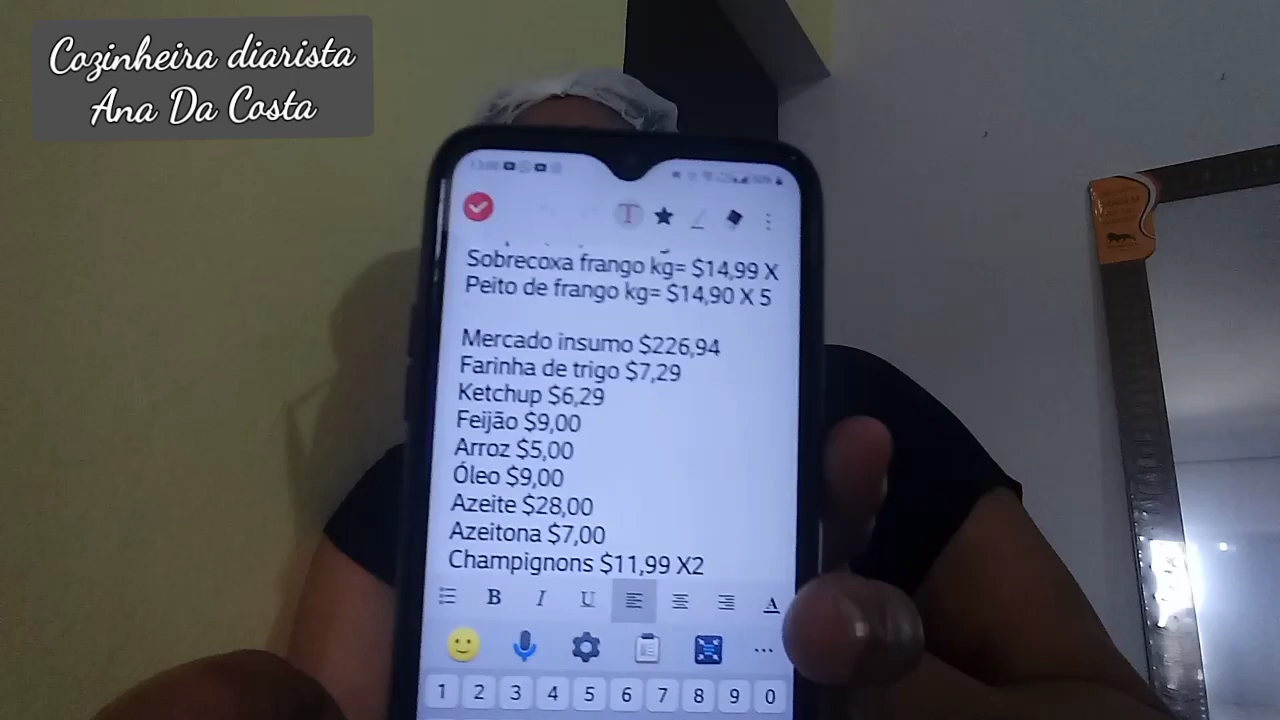 Cozinheira diarista
Ana Da Costa
13:00
Sobrecoxa frango kg= $14,99 X
Peito de frango kg= $14,90 X 5
Mercado insumo $226,94
Farinha de trigo $7,29
Ketchup $6,29
Feijão $9,00
Arroz $5,00
Óleo $9,00
Azeite $28,00
Azeitona $7,00
Champignons $11,99 X2
B I U A
1 2 3 4 5 6 7 8 9 0